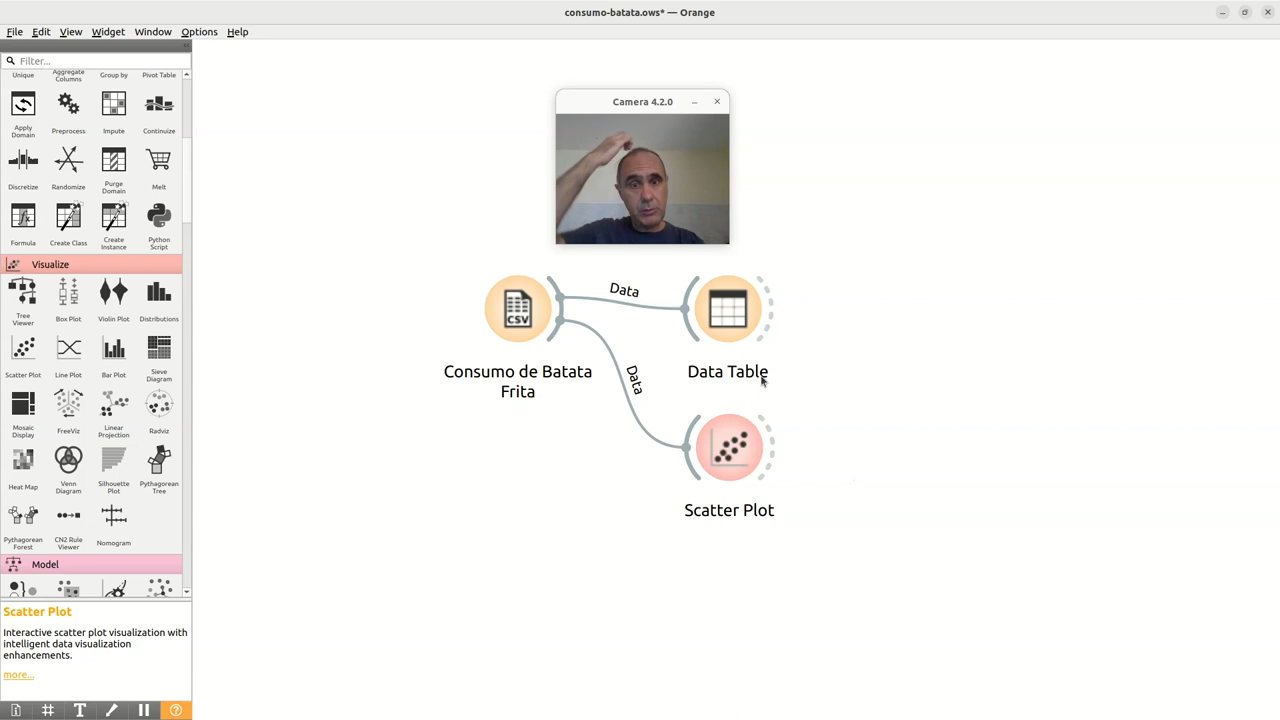 consumo-batata.ows* — Orange
File Edit View Widget Window Options Help
Filter...
Unique Aggregate Columns Group by Pivot Table
Apply Domain Preprocess Impute Continuize
Discretize Randomize Purge Domain Melt
Formula Create Class Create Instance Python Script
Visualize
Tree Viewer Box Plot Violin Plot Distributions
Scatter Plot Line Plot Bar Plot Sieve Diagram
Mosaic Display FreeViz Linear Projection Radviz
Heat Map Venn Diagram Silhouette Plot Pythagorean Tree
Pythagorean Forest CN2 Rule Viewer Nomogram
Model
Scatter Plot
Interactive scatter plot visualization with
intelligent data visualization
enhancements.
more...
Camera 4.2.0
Data
CSV
Consumo de Batata
Frita
Data Table
Data
Scatter Plot